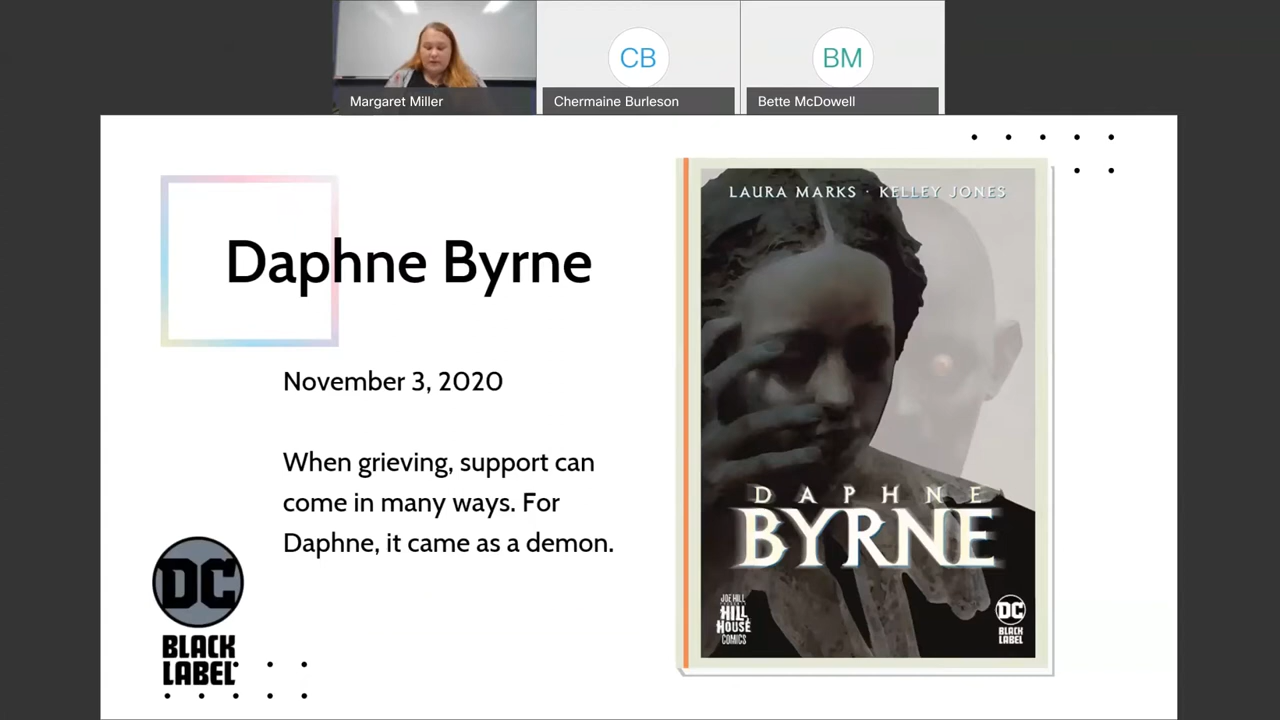 CB
BM
Margaret Miller
Chermaine Burleson
Bette McDowell
Daphne Byrne
November 3, 2020
When grieving, support can
come in many ways. For
Daphne, it came as a demon.
DC
BLACK
LABEL
LAURA MARKS · KELLEY JONES
DAPHNE
BYRNE
JOE HILL
HILL
HOUSE
COMICS
DC
BLACK
LABEL